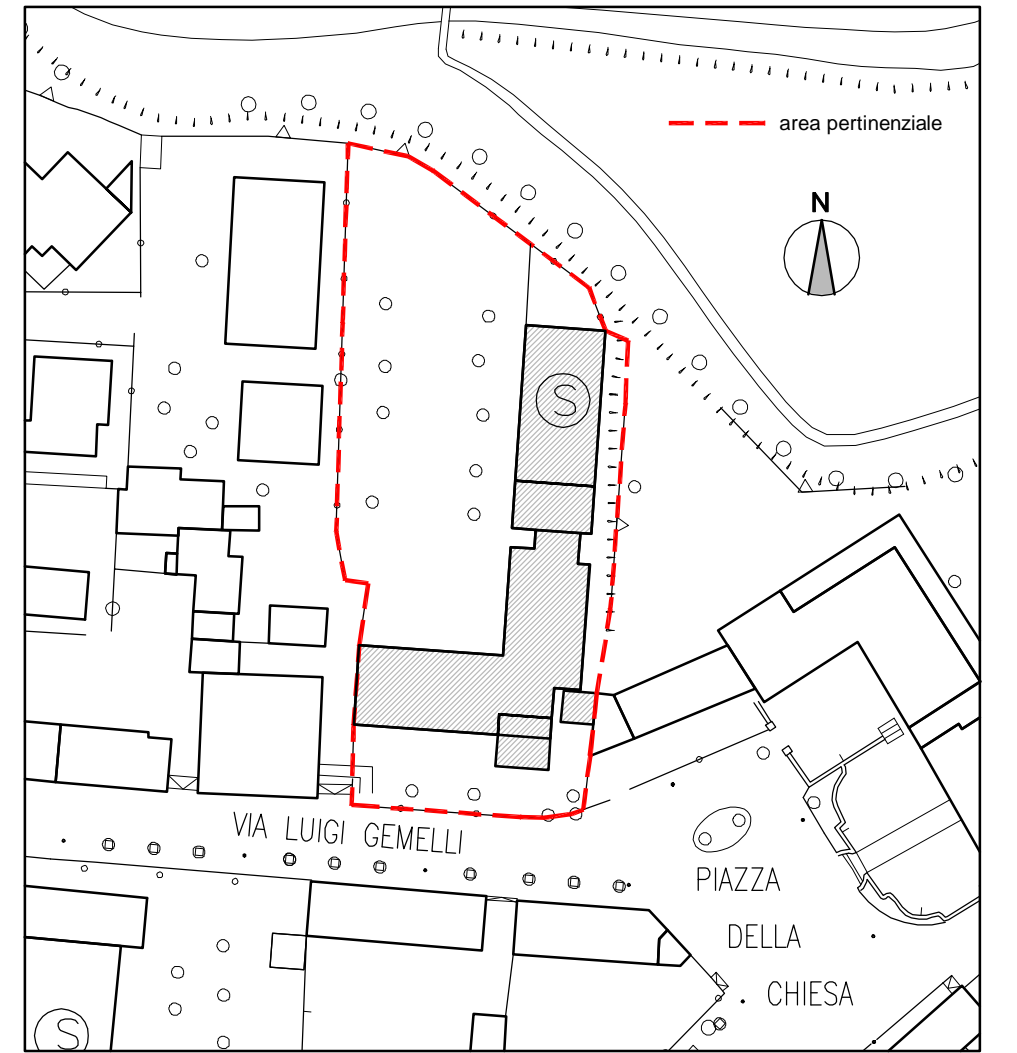 area pertinenziale
N
S
VIA LUIGI GEMELLI
PIAZZA
DELLA
CHIESA
S